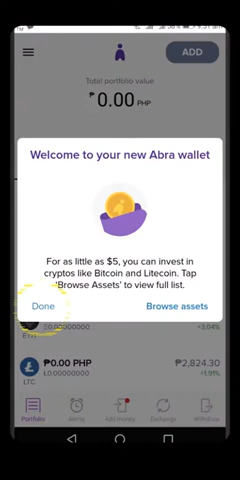 ADD
Total portfolio value
₱0.00 PHP
Welcome to your new Abra wallet
For as little as $5, you can invest in
cryptos like Bitcoin and Litecoin. Tap
'Browse Assets' to view full list.
Done
Browse assets
0.00000000
+3.04%
ETH
₱0.00 PHP
₱2,824.30
LTC
Ł0.00000000
+1.91%
Portfolio
Alerts
Add money
Exchange
Withdraw